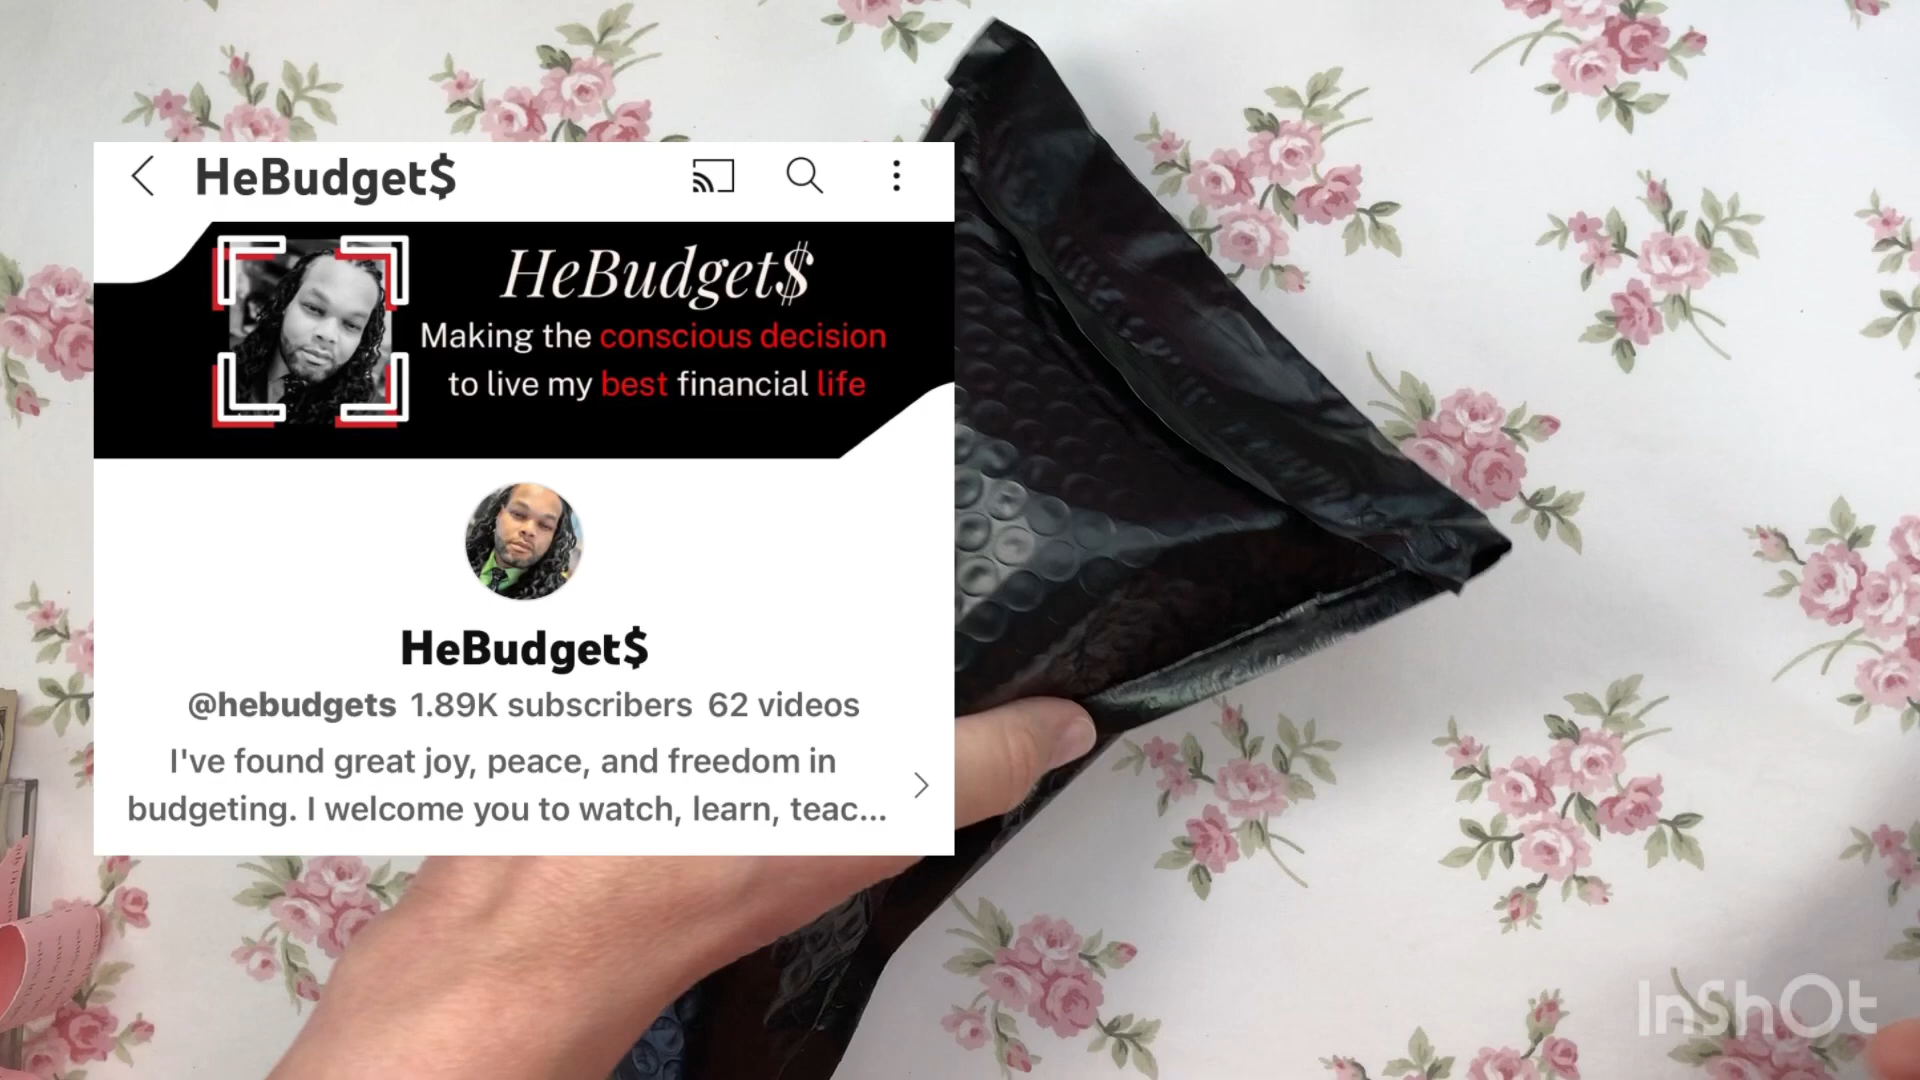 HeBudget$
HeBudget$
Making the conscious decision
to live my best financial life
HeBudget$
@hebudgets 1.89K subscribers 62 videos
I've found great joy, peace, and freedom in
budgeting. I welcome you to watch, learn, teac...
InShOt